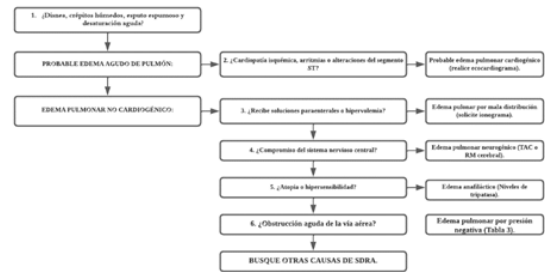 1. ¿Disnea, crépitos húmedos, esputo espumoso y
desaturación aguda?
PROBABLE EDEMA AGUDO DE PULMÓN:
2. ¿Cardiopatía isquémica, arritmias o alteraciones del segmento
ST?
Probable edema pulmonar cardiogénico
(realice ecocardiograma).
EDEMA PULMONAR NO CARDIOGÉNICO:
3. ¿Recibe soluciones parenterales o hipervolemia?
Edema pulmonar por mala distribución
(solicite ionograma).
4. ¿Compromiso del sistema nervioso central?
Edema pulmonar neurogénico (TAC o
RM cerebral).
5. ¿Atopia o hipersensibilidad?
Edema anafiláctico (Niveles de
triptasa).
6. ¿Obstrucción aguda de la vía aérea?
Edema pulmonar por presión
negativa (Tabla 3).
BUSQUE OTRAS CAUSAS DE SDRA.